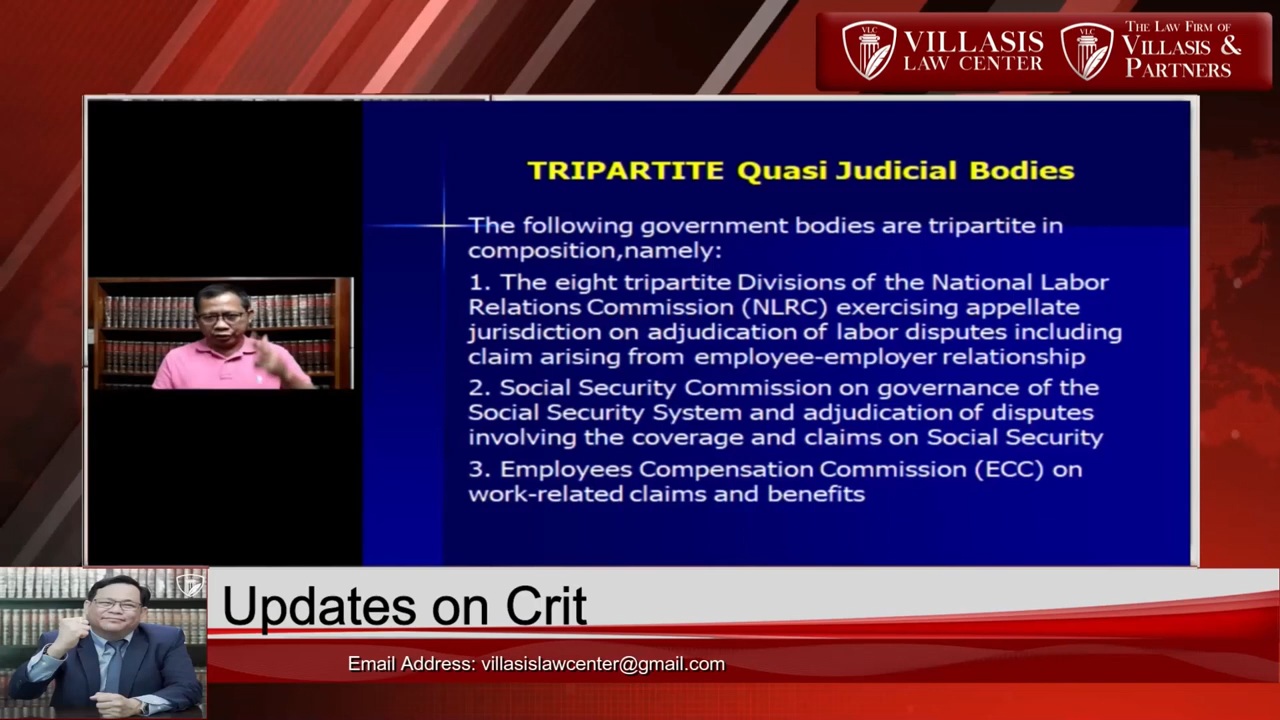 VLC
VILLASIS
LAW CENTER
VLC
THE LAW FIRM OF
VILLASIS &
PARTNERS
TRIPARTITE Quasi Judicial Bodies
The following government bodies are tripartite in
composition,namely:
1. The eight tripartite Divisions of the National Labor
Relations Commission (NLRC) exercising appellate
jurisdiction on adjudication of labor disputes including
claim arising from employee-employer relationship
2. Social Security Commission on governance of the
Social Security System and adjudication of disputes
involving the coverage and claims on Social Security
3. Employees Compensation Commission (ECC) on
work-related claims and benefits
Updates on Crit
Email Address: villasislawcenter@gmail.com